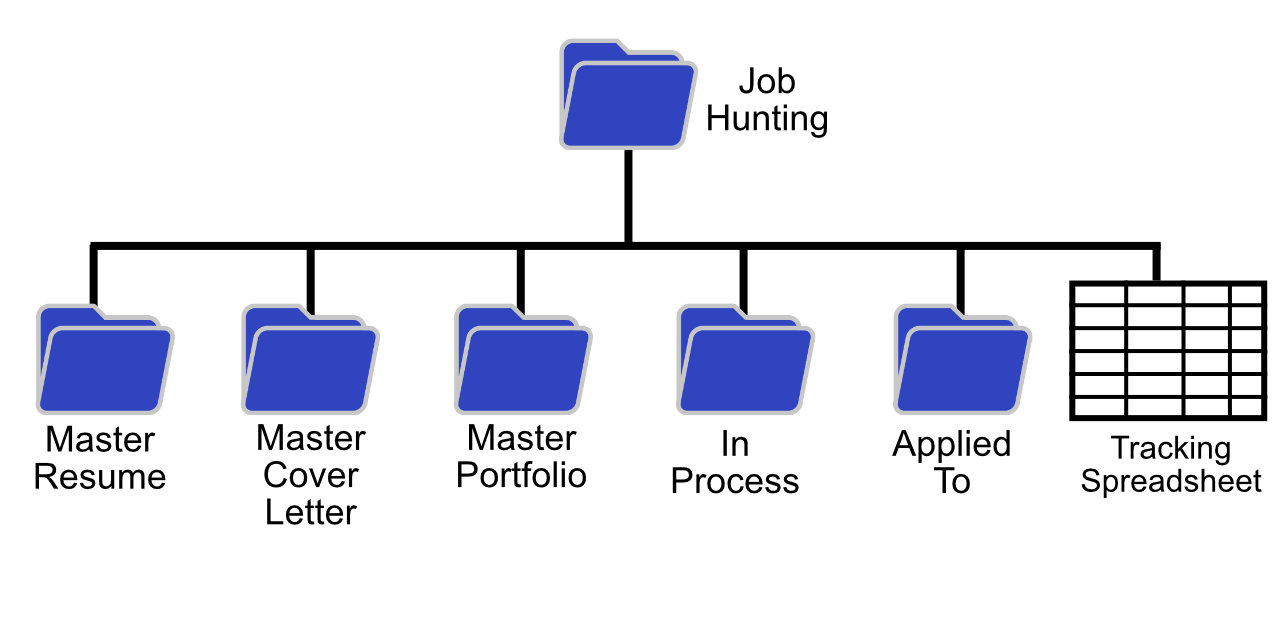 Job
Hunting
Master
Resume
Master
Cover
Letter
Master
Portfolio
In
Process
Applied
To
Tracking
Spreadsheet